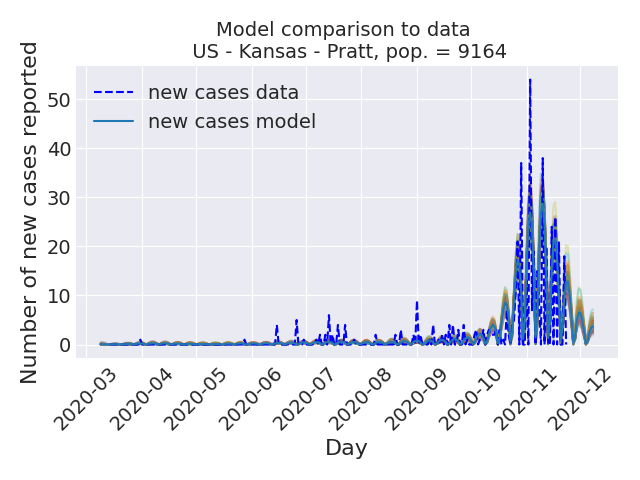 Model comparison to data
US - Kansas - Pratt, pop. = 9164
Number of new cases reported
50
40
30
20
10
0
new cases data
new cases model
2020-03
2020-04
2020-05
2020-06
2020-07
2020-08
2020-09
2020-10
2020-11
2020-12
Day